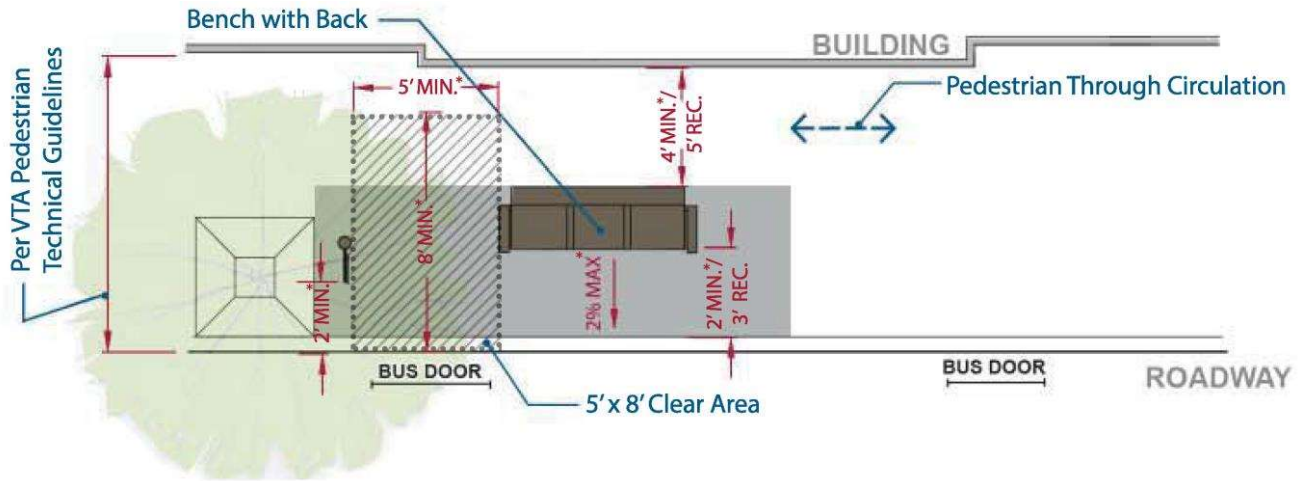 Bench with Back
BUILDING
Pedestrian Through Circulation
5' MIN.*
4' MIN.*/
5' REC.
Per VTA Pedestrian
Technical Guidelines
8' MIN.*
2' MIN.*
2% MAX*
2' MIN.*/
3' REC.
BUS DOOR
BUS DOOR
ROADWAY
5' x 8' Clear Area